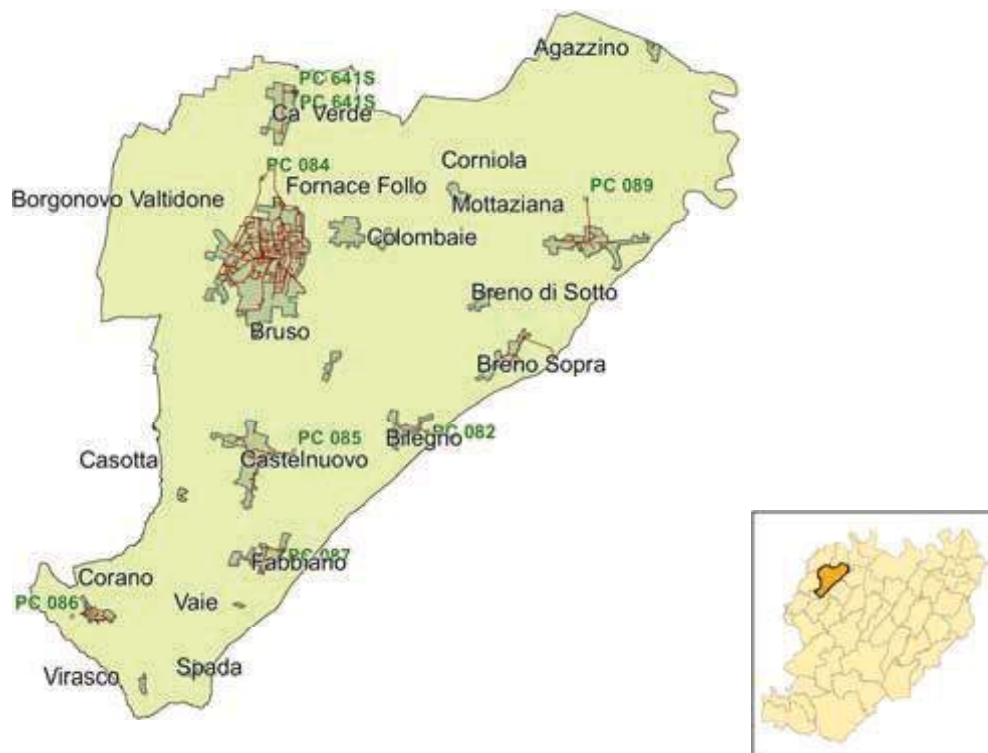 Agazzino
PC 641S
PC 641S
Ca' Verde
Corniola
PC 084
Fornace Follo
PC 089
Borgonovo Valtidone
Mottaziana
Colombaie
Breno di Sotto
Bruso
Breno Sopra
Bilegno
PC 082
PC 085
Castelnuovo
Casotta
PC 087
Fabbiano
Corano
PC 086
Vaie
Spada
Virasco